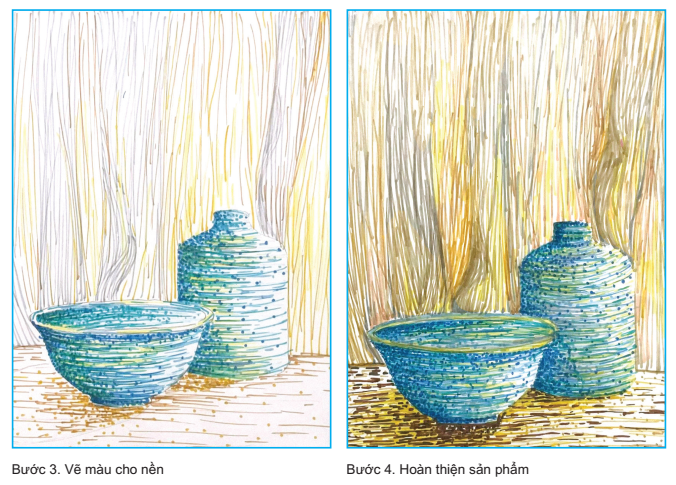 Bước 3. Vẽ màu cho nền
Bước 4. Hoàn thiện sản phẩm